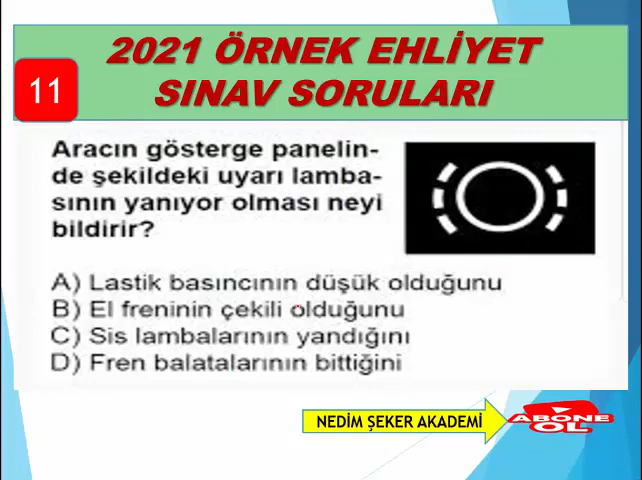 2021 ÖRNEK EHLİYET
SINAV SORULARI
11
Aracın gösterge panelin-
de şekildeki uyarı lamba-
sının yanıyor olması neyi
bildirir?
A) Lastik basıncının düşük olduğunu
B) El freninin çekili olduğunu
C) Sis lambalarının yandığını
D) Fren balatalarının bittiğini
NEDİM ŞEKER AKADEMİ
ABONE
OL